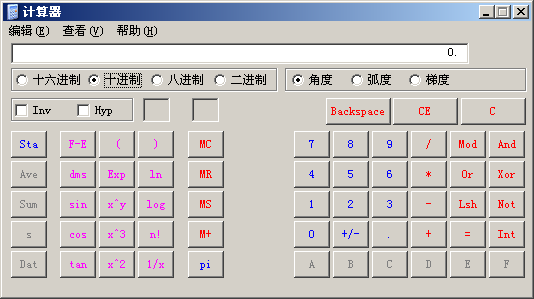 计算器
编辑(E) 查看(V) 帮助(H)
0.
十六进制 十进制 八进制 二进制 角度 弧度 梯度
Inv Hyp Backspace CE C
Sta F-E ( ) MC 7 8 9 / Mod And
Ave dms Exp ln MR 4 5 6 * Or Xor
Sum sin x^y log MS 1 2 3 - Lsh Not
s cos x^3 n! M+ 0 +/- . + = Int
Dat tan x^2 1/x pi A B C D E F